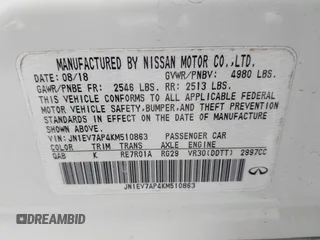 MANUFACTURED BY NISSAN MOTOR CO.,LTD.
DATE: 08/18 GVWR/PNBV: 4980 LBS.
GAWR/PNBE FR: 2546 LBS. RR: 2513 LBS.
THIS VEHICLE CONFORMS TO ALL APPLICABLE FEDERAL
MOTOR VEHICLE SAFETY,BUMPER,AND THEFT PREVENTION
STANDARDS IN EFFECT ON THE DATE OF MANUFACTURE
SHOWN ABOVE.
VIN: JN1EV7AP4KM510863 PASSENGER CAR
COLOR TRIM TRANS AXLE ENGINE
QAB K RE7R01A RG29 VR30(DDTT) 2997CC
JN1EV7AP4KM510863
INFINITI
DREAMBID